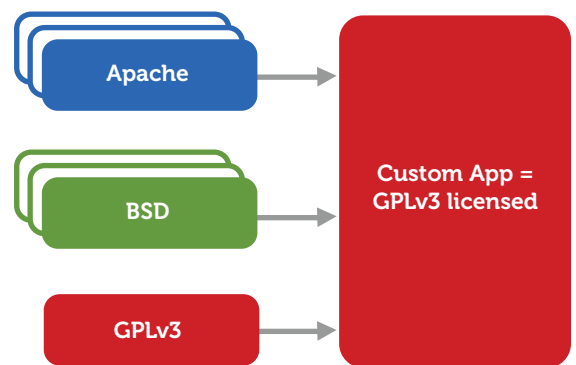 Apache
BSD
GPLv3
Custom App =
GPLv3 licensed